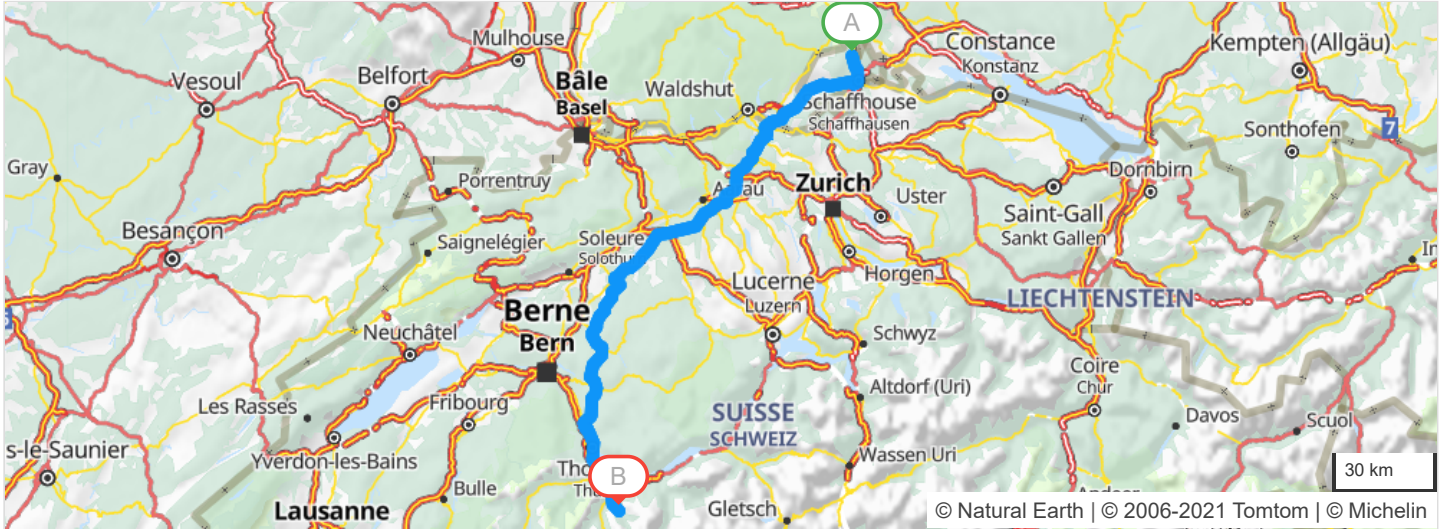 A
Constance
Konstanz
Kempten (Allgäu)
Mulhouse
Vesoul
Belfort
Bâle
Basel
Waldshut
Schaffhouse
Schaffhausen
Sonthofen
7
Gray
Porrentruy
Zurich
Uster
Dornbirn
Saint-Gall
Sankt Gallen
Besançon
Saignelégier
Soleure
Lucerne
Luzern
Horgen
LIECHTENSTEIN
Berne
Bern
Neuchâtel
Schwyz
Coire
Chur
Altdorf (Uri)
Les Rasses
Fribourg
SUISSE
SCHWEIZ
Davos
Scuol
s-le-Saunier
Yverdon-les-Bains
Wassen Uri
B
Bulle
30 km
Lausanne
Gletsch
© Natural Earth | © 2006-2021 Tomtom | © Michelin